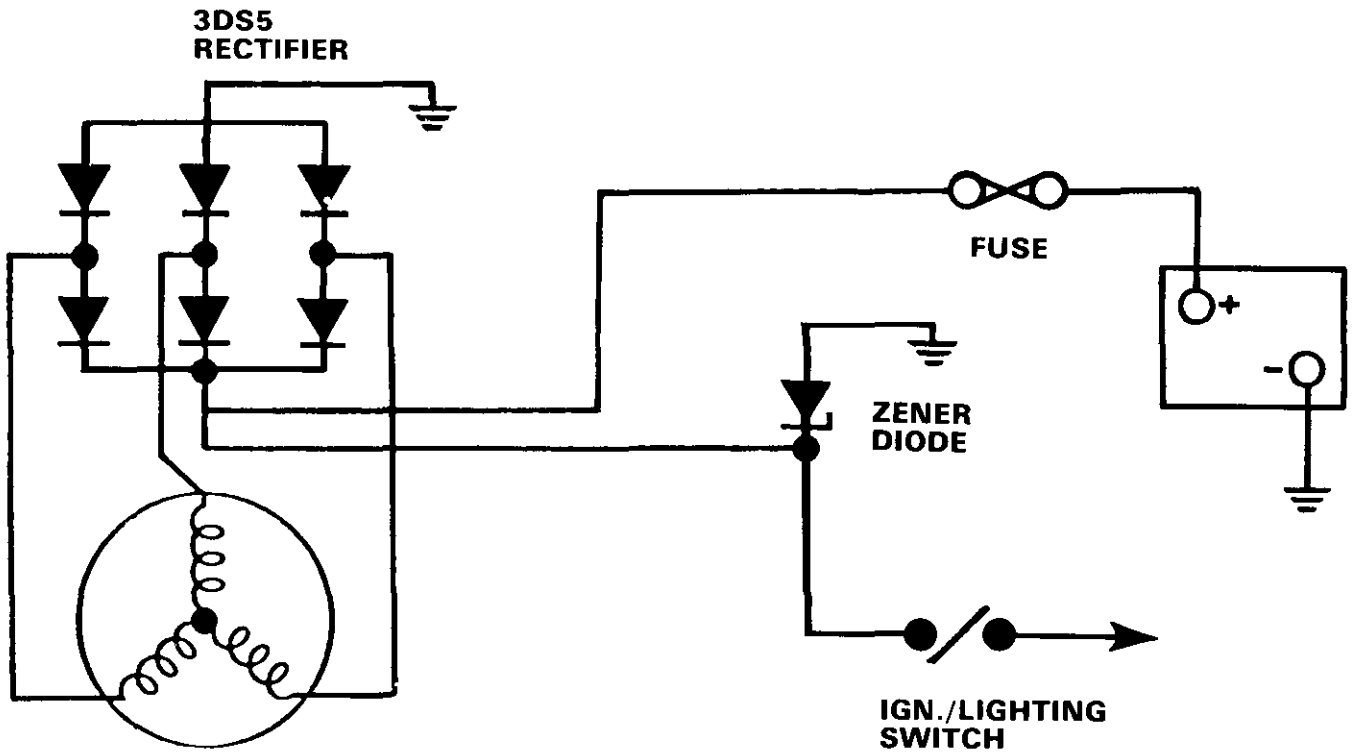 3DS5
RECTIFIER
FUSE
+
-
ZENER
DIODE
IGN./LIGHTING
SWITCH